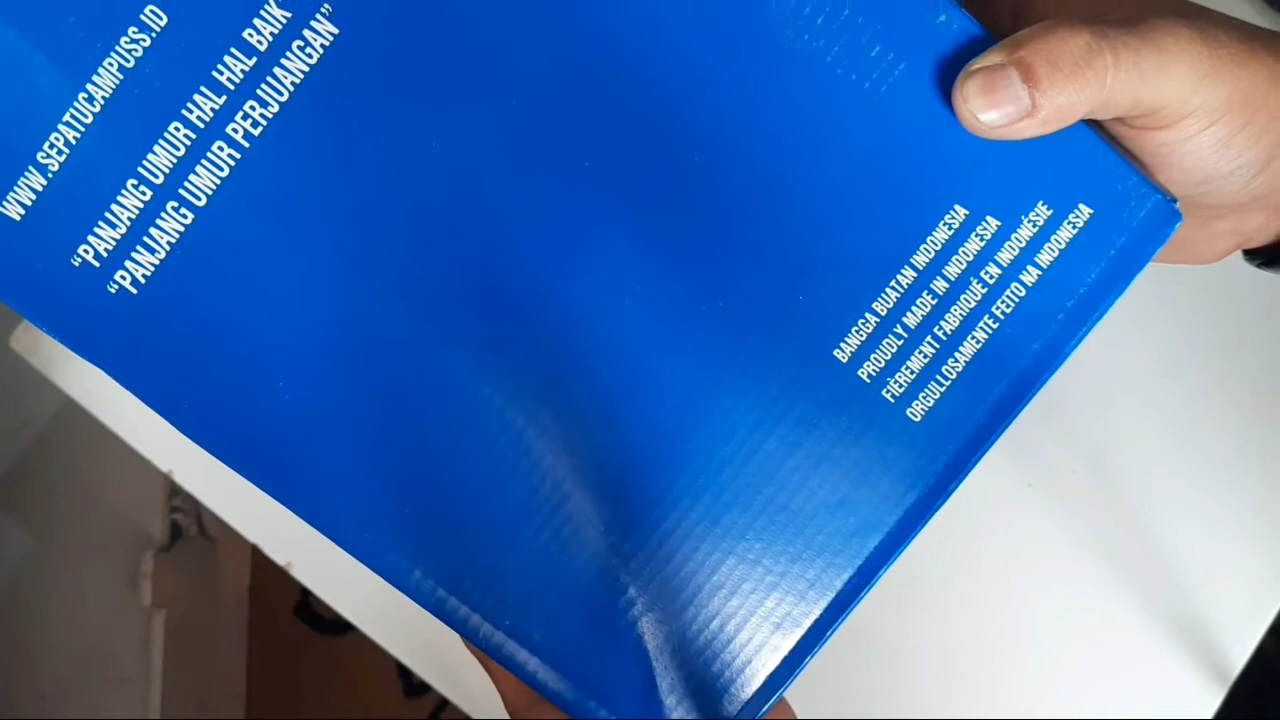 WWW.SEPATUCAMPUSS.ID
“PANJANG UMUR HAL HAL BAIK”
“PANJANG UMUR PERJUANGAN”
BANGGA BUATAN INDONESIA
PROUDLY MADE IN INDONESIA
FIÈREMENT FABRIQUÉ EN INDONÉSIE
ORGULLOSAMENTE FEITO NA INDONESIA